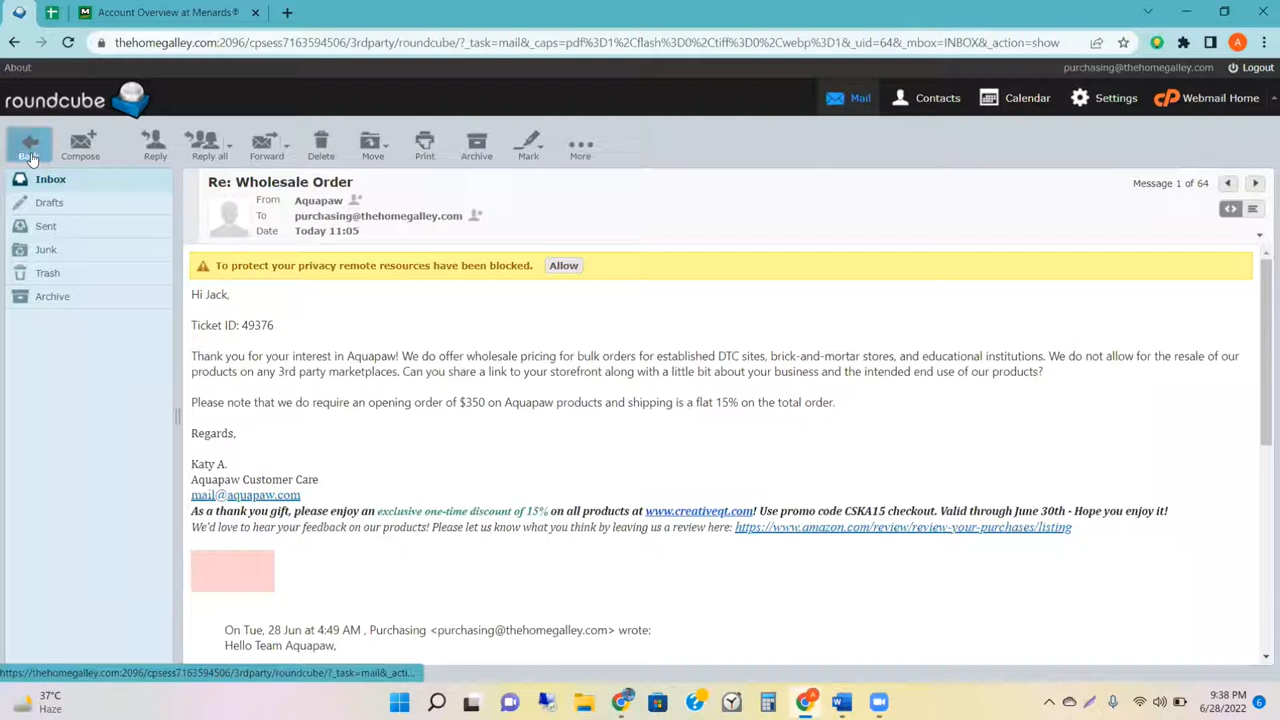 Account Overview at Menards®
thehomegalley.com:2096/cpsess7163594506/3rdparty/roundcube/?_task=mail&_caps=pdf%3D1%2Cflash%3D0%2Ctiff%3D0%2Cwebp%3D1&_uid=64&_mbox=INBOX&_action=show
A
About
purchasing@thehomegalley.com
Logout
roundcube
Mail
Contacts
Calendar
Settings
cP Webmail Home
Back
Compose
Reply
Reply all
Forward
Delete
Move
Print
Archive
Mark
More
Inbox
Drafts
Sent
Junk
Trash
Archive
Re: Wholesale Order
Message 1 of 64
From Aquapaw
To purchasing@thehomegalley.com
Date Today 11:05
To protect your privacy remote resources have been blocked. Allow
Hi Jack,
Ticket ID: 49376
Thank you for your interest in Aquapaw! We do offer wholesale pricing for bulk orders for established DTC sites, brick-and-mortar stores, and educational institutions. We do not allow for the resale of our
products on any 3rd party marketplaces. Can you share a link to your storefront along with a little bit about your business and the intended end use of our products?
Please note that we do require an opening order of $350 on Aquapaw products and shipping is a flat 15% on the total order.
Regards,
Katy A.
Aquapaw Customer Care
mail@aquapaw.com
As a thank you gift, please enjoy an exclusive one-time discount of 15% on all products at www.creativeqt.com! Use promo code CSKA15 checkout. Valid through June 30th - Hope you enjoy it!
We'd love to hear your feedback on our products! Please let us know what you think by leaving us a review here: https://www.amazon.com/review/review-your-purchases/listing
On Tue, 28 Jun at 4:49 AM , Purchasing <purchasing@thehomegalley.com> wrote:
Hello Team Aquapaw,
https://thehomegalley.com:2096/cpsess7163594506/3rdparty/roundcube/?_task=mail&_acti...
37°C
Haze
9:38 PM
6/28/2022
6